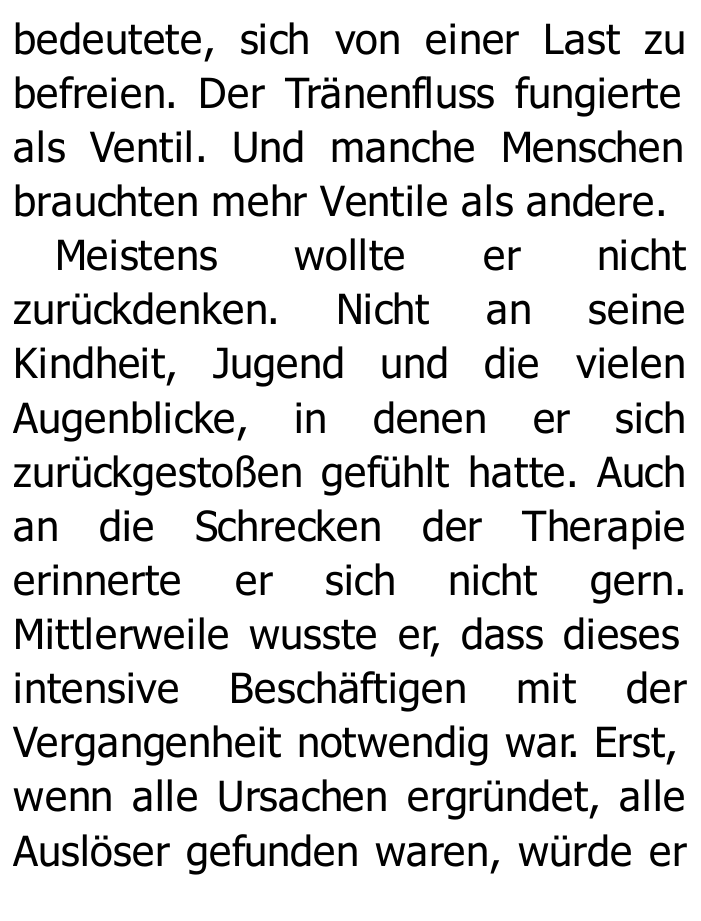 bedeutete, sich von einer Last zu
befreien. Der Tränenfluss fungierte
als Ventil. Und manche Menschen
brauchten mehr Ventile als andere.
Meistens wollte er nicht
zurückdenken. Nicht an seine
Kindheit, Jugend und die vielen
Augenblicke, in denen er sich
zurückgestoßen gefühlt hatte. Auch
an die Schrecken der Therapie
erinnerte er sich nicht gern.
Mittlerweile wusste er, dass dieses
intensive Beschäftigen mit der
Vergangenheit notwendig war. Erst,
wenn alle Ursachen ergründet, alle
Auslöser gefunden waren, würde er